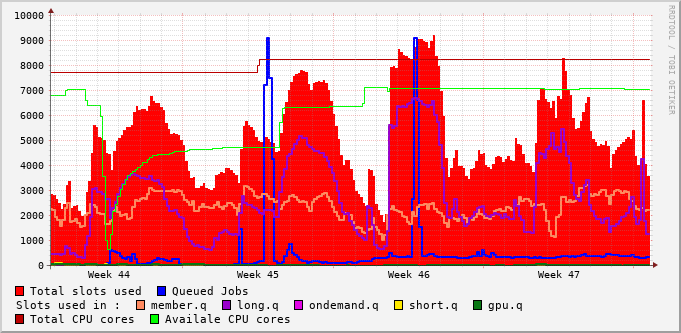 10000
9000
8000
7000
6000
5000
4000
3000
2000
1000
0
Week 44 Week 45 Week 46 Week 47
RRDTOOL / TOBI OETIKER
Total slots used Queued Jobs
Slots used in : member.q long.q ondemand.q short.q gpu.q
Total CPU cores Availale CPU cores